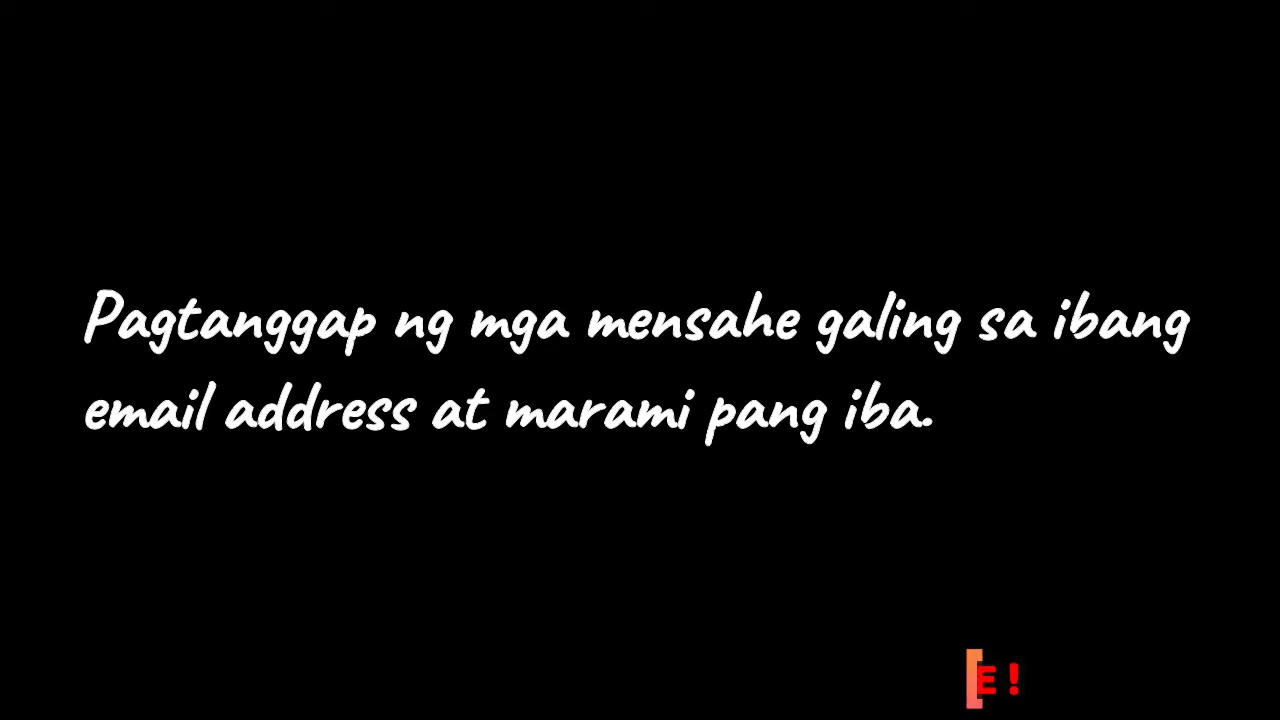 Pagtanggap ng mga mensahe galing sa ibang
email address at marami pang iba.
E !